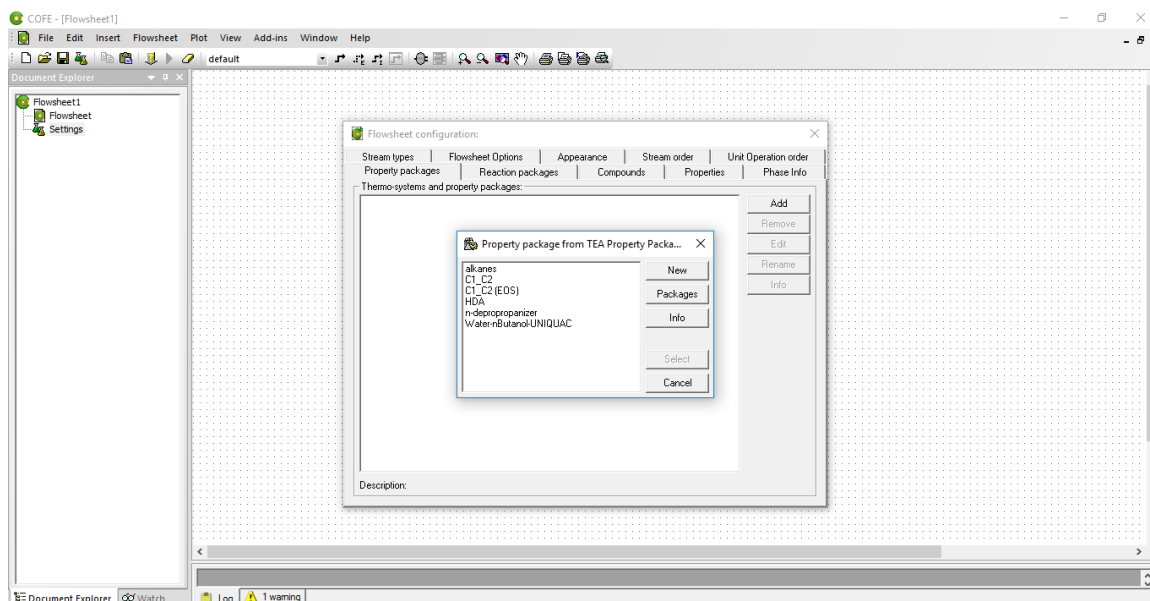 COFE - [Flowsheet1]
File Edit Insert Flowsheet Plot View Add-ins Window Help
default
Document Explorer
Flowsheet1
Flowsheet
Settings
Flowsheet configuration:
Stream types Flowsheet Options Appearance Stream order Unit Operation order
Property packages Reaction packages Compounds Properties Phase Info
Thermo-systems and property packages:
Add
Remove
Edit
Rename
Info
Property package from TEA Property Packa...
alkanes
C1_C2
C1_C2 (EOS)
HDA
n-depropropanizer
Water-nButanol-UNIQUAC
New
Packages
Info
Select
Cancel
Description:
Document Explorer Watch
Log 1 warning